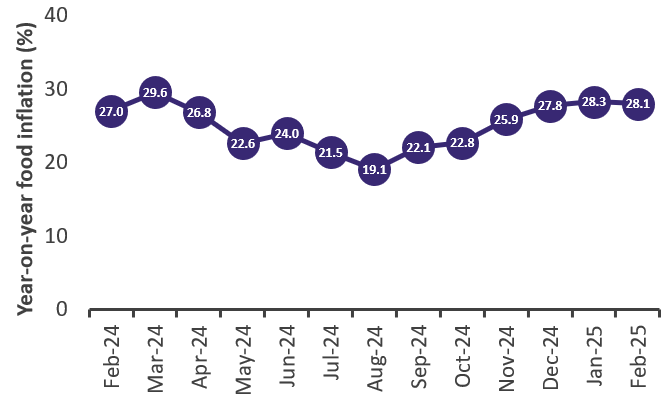 Year-on-year food inflation (%)
40
30
20
10
0
27.0
29.6
26.8
22.6
24.0
21.5
19.1
22.1
22.8
25.9
27.8
28.3
28.1
Feb-24
Mar-24
Apr-24
May-24
Jun-24
Jul-24
Aug-24
Sep-24
Oct-24
Nov-24
Dec-24
Jan-25
Feb-25